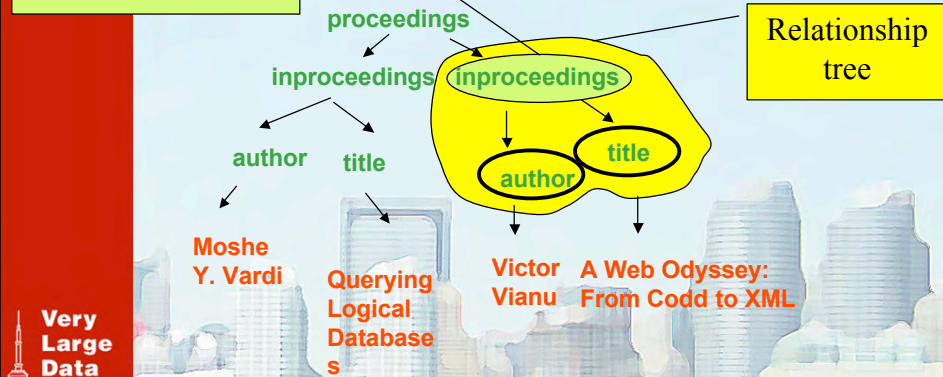 proceedings
Relationship
tree
inproceedings inproceedings
author title
author title
Moshe
Y. Vardi
Querying
Logical
Database
s
Victor
Vianu
A Web Odyssey:
From Codd to XML
Very
Large
Data